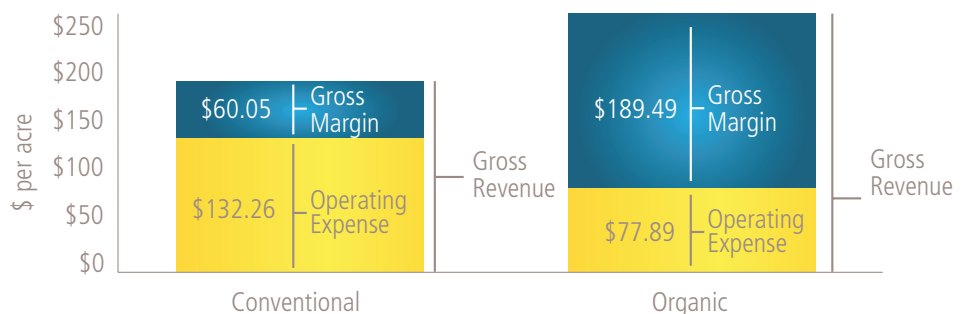 $250
$200
$150
$100
$50
$0
$ per acre
$60.05
Gross
Margin
$132.26
Operating
Expense
Gross
Revenue
$189.49
Gross
Margin
$77.89
Operating
Expense
Gross
Revenue
Conventional
Organic